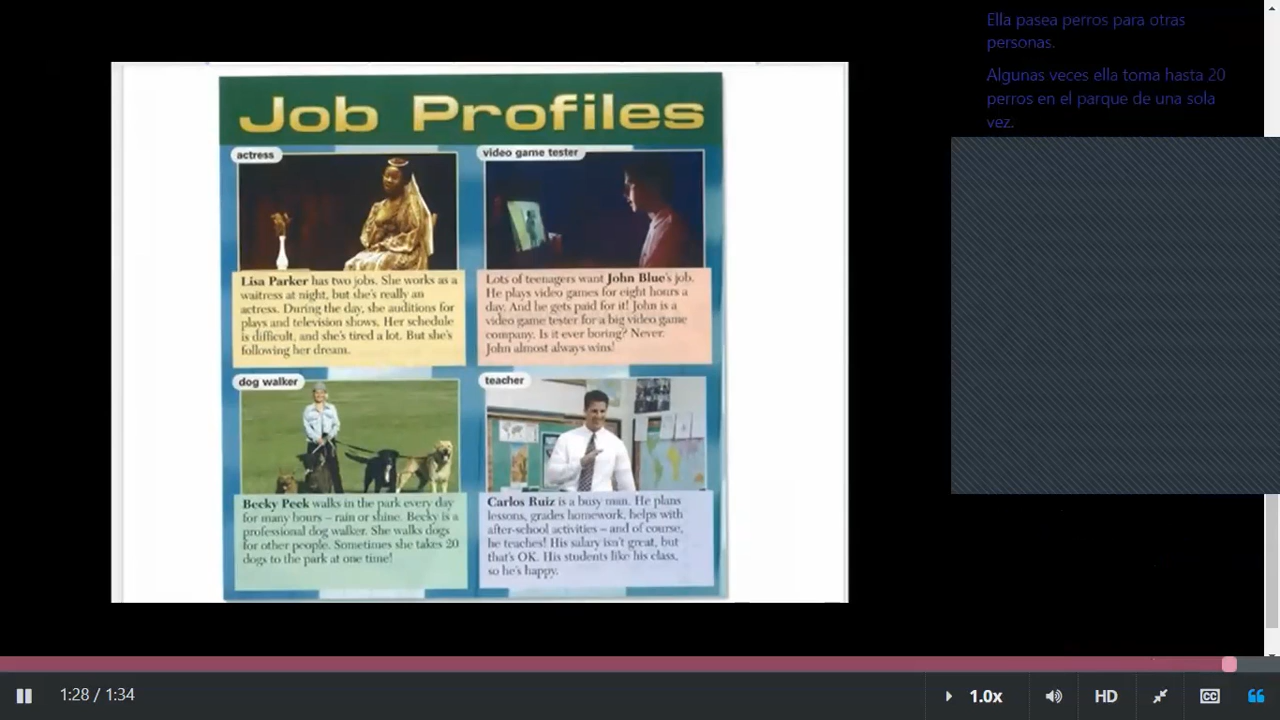 Ella pasea perros para otras
personas.
Algunas veces ella toma hasta 20
perros en el parque de una sola
vez.
Job Profiles
actress
Lisa Parker has two jobs. She works as a
waitress at night, but she's really an
actress. During the day, she auditions for
plays and television shows. Her schedule
is difficult, and she's tired a lot. But she's
following her dream.
video game tester
Lots of teenagers want John Blue's job.
He plays video games for eight hours a
day. And he gets paid for it! John is a
video game tester for a big video game
company. Is it ever boring? Never.
John almost always wins!
dog walker
Becky Peck walks in the park every day
for many hours – rain or shine. Becky is a
professional dog walker. She walks dogs
for other people. Sometimes she takes 20
dogs to the park at one time!
teacher
Carlos Ruiz is a busy man. He plans
lessons, grades homework, helps with
after-school activities – and of course,
he teaches! His salary isn't great, but
that's OK. His students like his class,
so he's happy.
1:28 / 1:34
1.0x
HD
CC